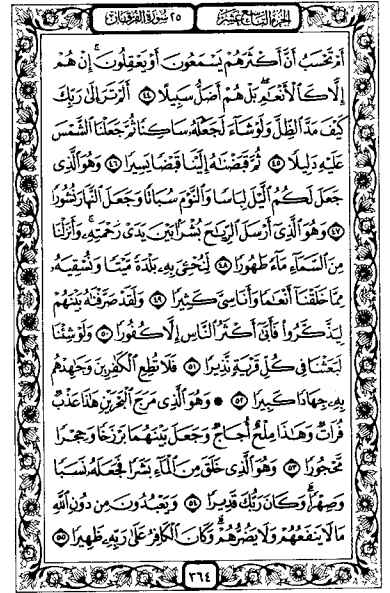 الجزء التاسع عشر ٢٥ سورة الفرقان
أَمْ تَحْسَبُ أَنَّ أَكْثَرَهُمْ يَسْمَعُونَ أَوْ يَعْقِلُونَ ۚ إِنْ هُمْ
إِلَّا كَالْأَنْعَامِ ۖ بَلْ هُمْ أَضَلُّ سَبِيلًا ٤٤ أَلَمْ تَرَ إِلَىٰ رَبِّكَ
كَيْفَ مَدَّ الظِّلَّ وَلَوْ شَاءَ لَجَعَلَهُ سَاكِنًا ثُمَّ جَعَلْنَا الشَّمْسَ
عَلَيْهِ دَلِيلًا ٤٥ ثُمَّ قَبَضْنَاهُ إِلَيْنَا قَبْضًا يَسِيرًا ٤٦ وَهُوَ الَّذِي
جَعَلَ لَكُمُ اللَّيْلَ لِبَاسًا وَالنَّوْمَ سُبَاتًا وَجَعَلَ النَّهَارَ نُشُورًا
٤٧ وَهُوَ الَّذِي أَرْسَلَ الرِّيَاحَ بُشْرًا بَيْنَ يَدَيْ رَحْمَتِهِ ۚ وَأَنْزَلْنَا
مِنَ السَّمَاءِ مَاءً طَهُورًا ٤٨ لِنُحْيِيَ بِهِ بَلْدَةً مَيْتًا وَنُسْقِيَهُ
مِمَّا خَلَقْنَا أَنْعَامًا وَأَنَاسِيَّ كَثِيرًا ٤٩ وَلَقَدْ صَرَّفْنَاهُ بَيْنَهُمْ
لِيَذَّكَّرُوا فَأَبَىٰ أَكْثَرُ النَّاسِ إِلَّا كُفُورًا ٥٠ وَلَوْ شِئْنَا
لَبَعَثْنَا فِي كُلِّ قَرْيَةٍ نَذِيرًا ٥١ فَلَا تُطِعِ الْكَافِرِينَ وَجَاهِدْهُمْ
بِهِ جِهَادًا كَبِيرًا ٥٢ * وَهُوَ الَّذِي مَرَجَ الْبَحْرَيْنِ هَٰذَا عَذْبٌ
فُرَاتٌ وَهَٰذَا مِلْحٌ أُجَاجٌ وَجَعَلَ بَيْنَهُمَا بَرْزَخًا وَحِجْرًا
مَحْجُورًا ٥٣ وَهُوَ الَّذِي خَلَقَ مِنَ الْمَاءِ بَشَرًا فَجَعَلَهُ نَسَبًا
وَصِهْرًا ۗ وَكَانَ رَبُّكَ قَدِيرًا ٥٤ وَيَعْبُدُونَ مِنْ دُونِ اللَّهِ
مَا لَا يَنْفَعُهُمْ وَلَا يَضُرُّهُمْ ۗ وَكَانَ الْكَافِرُ عَلَىٰ رَبِّهِ ظَهِيرًا ٥٥
٣٦٤